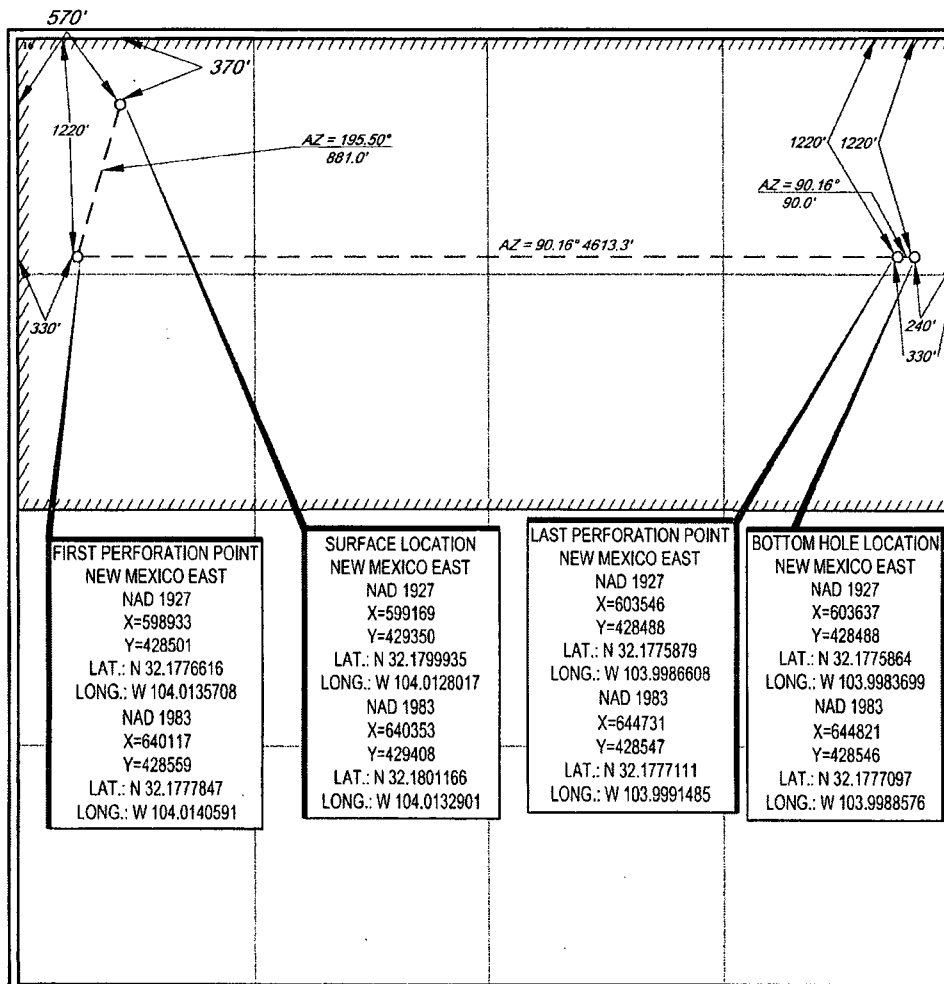 570'
16
370'
1220'
AZ = 195.50°
881.0'
1220' 1220'
AZ = 90.16°
90.0'
AZ = 90.16° 4613.3'
330'
240'
330'
FIRST PERFORATION POINT
NEW MEXICO EAST
NAD 1927
X=598933
Y=428501
LAT.: N 32.1776616
LONG.: W 104.0135708
NAD 1983
X=640117
Y=428559
LAT.: N 32.1777847
LONG.: W 104.0140591
SURFACE LOCATION
NEW MEXICO EAST
NAD 1927
X=599169
Y=429350
LAT.: N 32.1799935
LONG.: W 104.0128017
NAD 1983
X=640353
Y=429408
LAT.: N 32.1801166
LONG.: W 104.0132901
LAST PERFORATION POINT
NEW MEXICO EAST
NAD 1927
X=603546
Y=428488
LAT.: N 32.1775879
LONG.: W 103.9986608
NAD 1983
X=644731
Y=428547
LAT.: N 32.1777111
LONG.: W 103.9991485
BOTTOM HOLE LOCATION
NEW MEXICO EAST
NAD 1927
X=603637
Y=428488
LAT.: N 32.1775864
LONG.: W 103.9983699
NAD 1983
X=644821
Y=428546
LAT.: N 32.1777097
LONG.: W 103.9988576